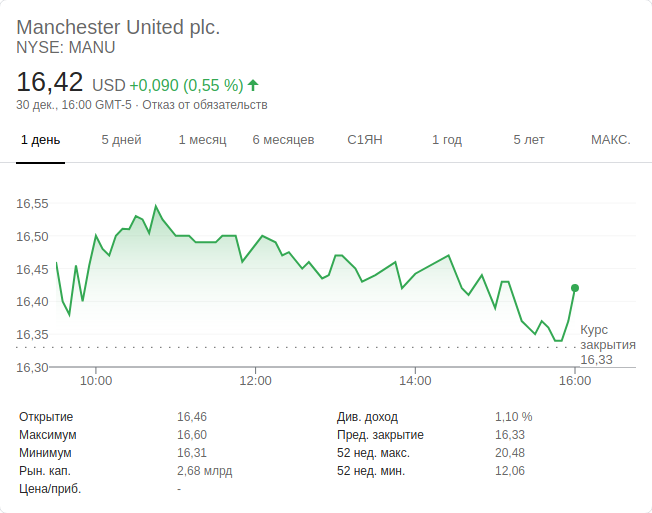 Manchester United plc.
NYSE: MANU
16,42 USD +0,090 (0,55 %)
30 дек., 16:00 GMT-5 · Отказ от обязательств
1 день 5 дней 1 месяц 6 месяцев С1ЯН 1 год 5 лет МАКС.
16,55
16,50
16,45
16,40
16,35
16,30
Курс
закрытия
16,33
10:00 12:00 14:00 16:00
Открытие 16,46 Див. доход 1,10 %
Максимум 16,60 Пред. закрытие 16,33
Минимум 16,31 52 нед. макс. 20,48
Рын. кап. 2,68 млрд 52 нед. мин. 12,06
Цена/приб. -